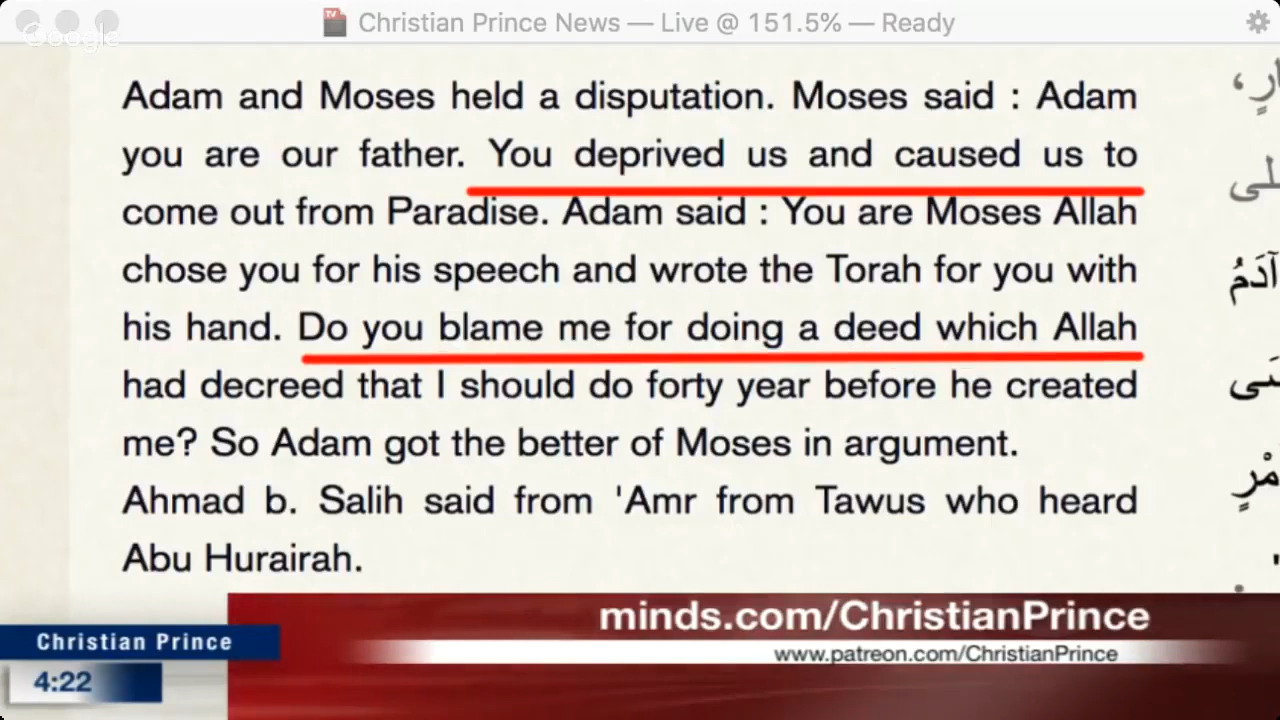 Christian Prince News — Live @ 151.5% — Ready
Google
Adam and Moses held a disputation. Moses said : Adam
you are our father. You deprived us and caused us to
come out from Paradise. Adam said : You are Moses Allah
chose you for his speech and wrote the Torah for you with
his hand. Do you blame me for doing a deed which Allah
had decreed that I should do forty year before he created
me? So Adam got the better of Moses in argument.
Ahmad b. Salih said from 'Amr from Tawus who heard
Abu Hurairah.
آدَمُ
minds.com/ChristianPrince
Christian Prince
www.patreon.com/ChristianPrince
4:22